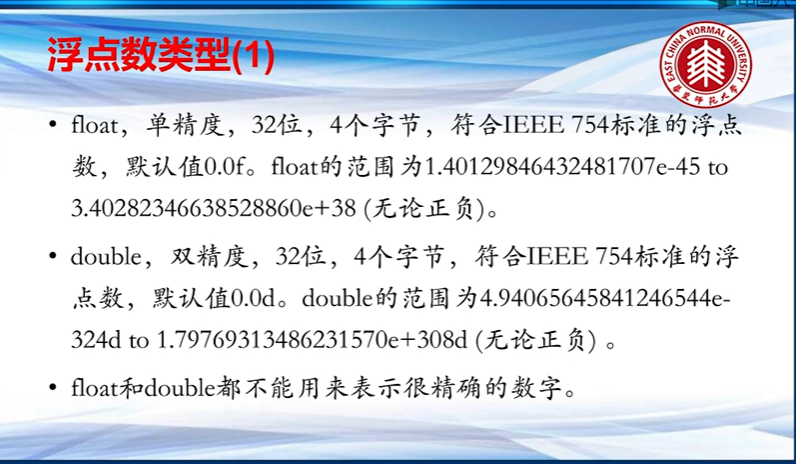 浮点数类型(1)
EAST CHINA NORMAL UNIVERSITY
华东师范大学
• float，单精度，32位，4个字节，符合IEEE 754标准的浮点
数，默认值0.0f。float的范围为1.40129846432481707e-45 to
3.40282346638528860e+38 (无论正负)。
• double，双精度，32位，4个字节，符合IEEE 754标准的浮
点数，默认值0.0d。double的范围为4.94065645841246544e-
324d to 1.79769313486231570e+308d (无论正负) 。
• float和double都不能用来表示很精确的数字。